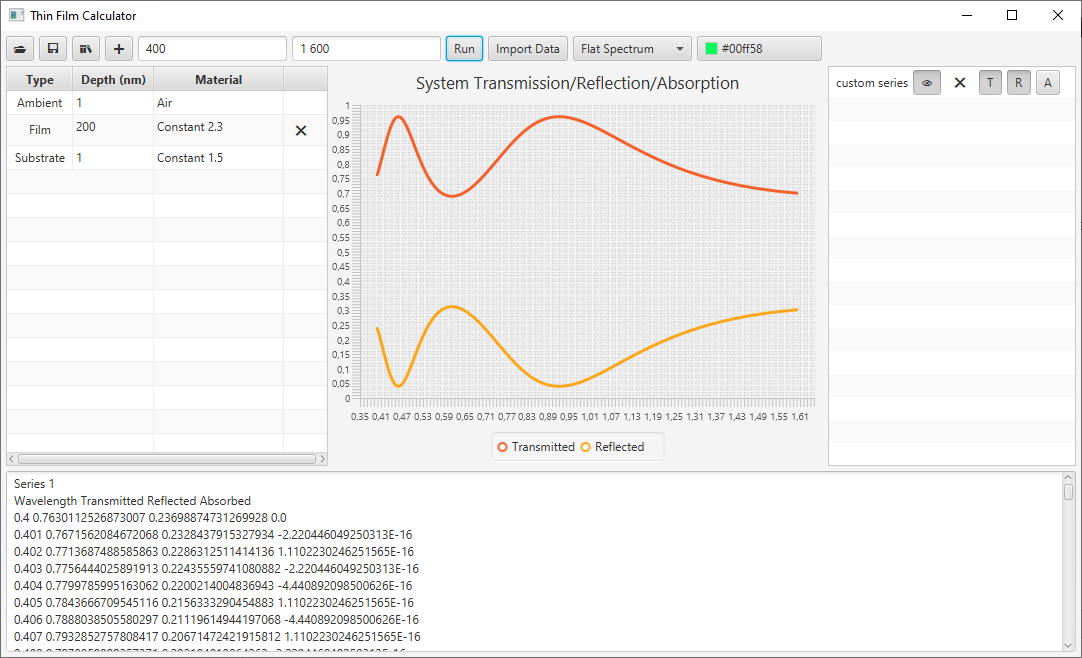 Thin Film Calculator
400 1 600 Run Import Data Flat Spectrum #00ff58
Type Depth (nm) Material
Ambient 1 Air
Film 200 Constant 2.3
Substrate 1 Constant 1.5
System Transmission/Reflection/Absorption
1
0,95
0,9
0,85
0,8
0,75
0,7
0,65
0,6
0,55
0,5
0,45
0,4
0,35
0,3
0,25
0,2
0,15
0,1
0,05
0
0,35 0,41 0,47 0,53 0,59 0,65 0,71 0,77 0,83 0,89 0,95 1,01 1,07 1,13 1,19 1,25 1,31 1,37 1,43 1,49 1,55 1,61
Transmitted Reflected
custom series T R A
Series 1
Wavelength Transmitted Reflected Absorbed
0.4 0.7630112526873007 0.23698874731269928 0.0
0.401 0.7671562084672068 0.2328437915327934 -2.220446049250313E-16
0.402 0.7713687488585863 0.2286312511414136 1.1102230246251565E-16
0.403 0.7756444025891913 0.22435559741080882 -2.220446049250313E-16
0.404 0.7799785995163062 0.2200214004836943 -4.440892098500626E-16
0.405 0.7843666709545116 0.2156333290454883 1.1102230246251565E-16
0.406 0.7888038505580297 0.21119614944197068 -4.440892098500626E-16
0.407 0.7932852757808417 0.20671472421915812 1.1102230246251565E-16